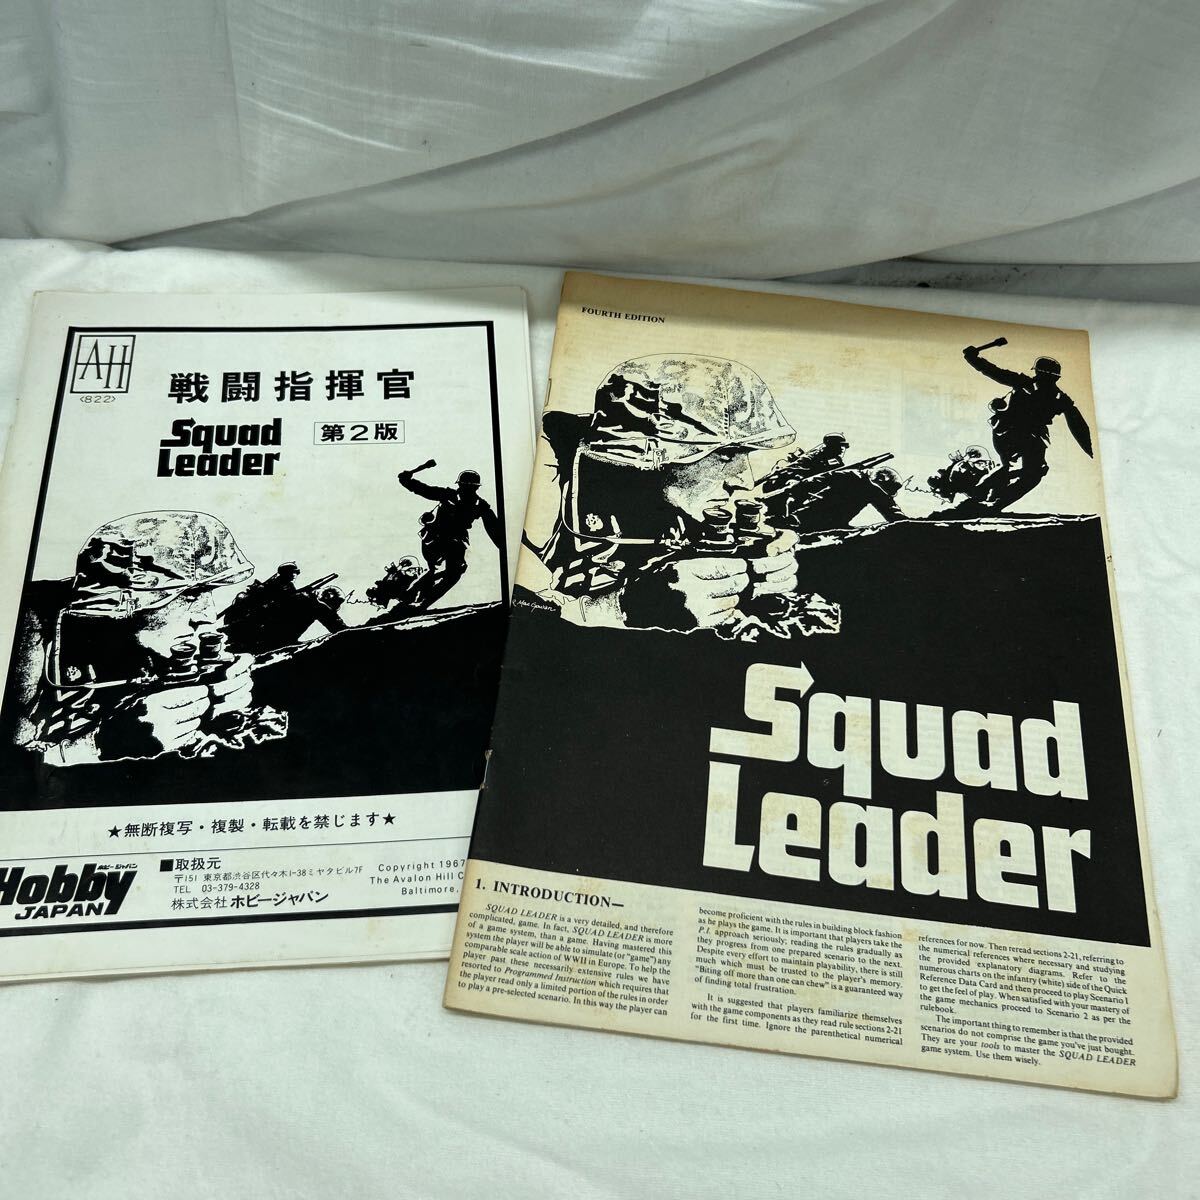 AH
<822>
戦闘指揮官
Squad
Leader
第2版
★無断複写・複製・転載を禁じます★
ホビージャパン
Hobby
JAPAN
■取扱元
〒151 東京都渋谷区代々木1-38ミヤタビル7F
TEL 03-379-4328
株式会社ホビージャパン
Copyright 1967
The Avalon Hill C
Baltimore,
FOURTH EDITION
Mac Gowan
Squad
Leader
1. INTRODUCTION—
SQUAD LEADER is a very detailed, and therefore
complicated, game. In fact, SQUAD LEADER is more
of a game system, than a game. Having mastered this
system the player will be able to simulate (or "game") any
comparable scale action of WWII in Europe. To help the
player past these necessarily extensive rules we have
resorted to Programmed Instruction which requires that
the player read only a limited portion of the rules in order
to play a pre-selected scenario. In this way the player can
become proficient with the rules in building block fashion
as he plays the game. It is important that players take the
P.I. approach seriously; reading the rules gradually as
they progress from one prepared scenario to the next.
Despite every effort to maintain playability, there is still
much which must be trusted to the player's memory.
"Biting off more than one can chew" is a guaranteed way
of finding total frustration.
It is suggested that players familiarize themselves
with the game components as they read rule sections 2-21
for the first time. Ignore the parenthetical numerical
references for now. Then reread sections 2-21, referring to
the numerical references where necessary and studying
the provided explanatory diagrams. Refer to the
numerous charts on the infantry (white) side of the Quick
Reference Data Card and then proceed to play Scenario 1
to get the feel of play. When satisfied with your mastery of
the game mechanics proceed to Scenario 2 as per the
rulebook.
The important thing to remember is that the provided
scenarios do not comprise the game you've just bought.
They are your tools to master the SQUAD LEADER
game system. Use them wisely.